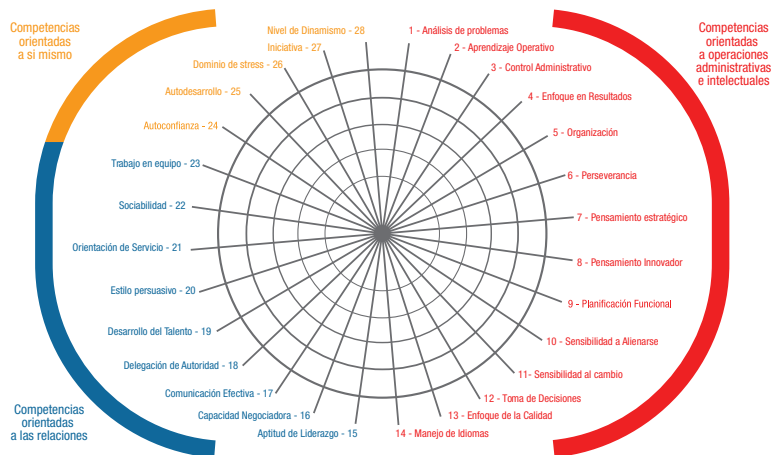 Competencias
orientadas
a si mismo
Nivel de Dinamismo - 28
Iniciativa - 27
Dominio de stress - 26
Autodesarrollo - 25
Autoconfianza - 24
Trabajo en equipo - 23
Sociabilidad - 22
Orientación de Servicio - 21
Estilo persuasivo - 20
Desarrollo del Talento - 19
Delegación de Autoridad - 18
Comunicación Efectiva - 17
Capacidad Negociadora - 16
Aptitud de Liderazgo - 15
Competencias
orientadas
a las relaciones
1 - Análisis de problemas
2 - Aprendizaje Operativo
3 - Control Administrativo
4 - Enfoque en Resultados
5 - Organización
6 - Perseverancia
7 - Pensamiento estratégico
8 - Pensamiento Innovador
9 - Planificación Funcional
10 - Sensibilidad a Alienarse
11- Sensibilidad al cambio
12 - Toma de Decisiones
13 - Enfoque de la Calidad
14 - Manejo de Idiomas
Competencias
orientadas
a operaciones
administrativas
e intelectuales